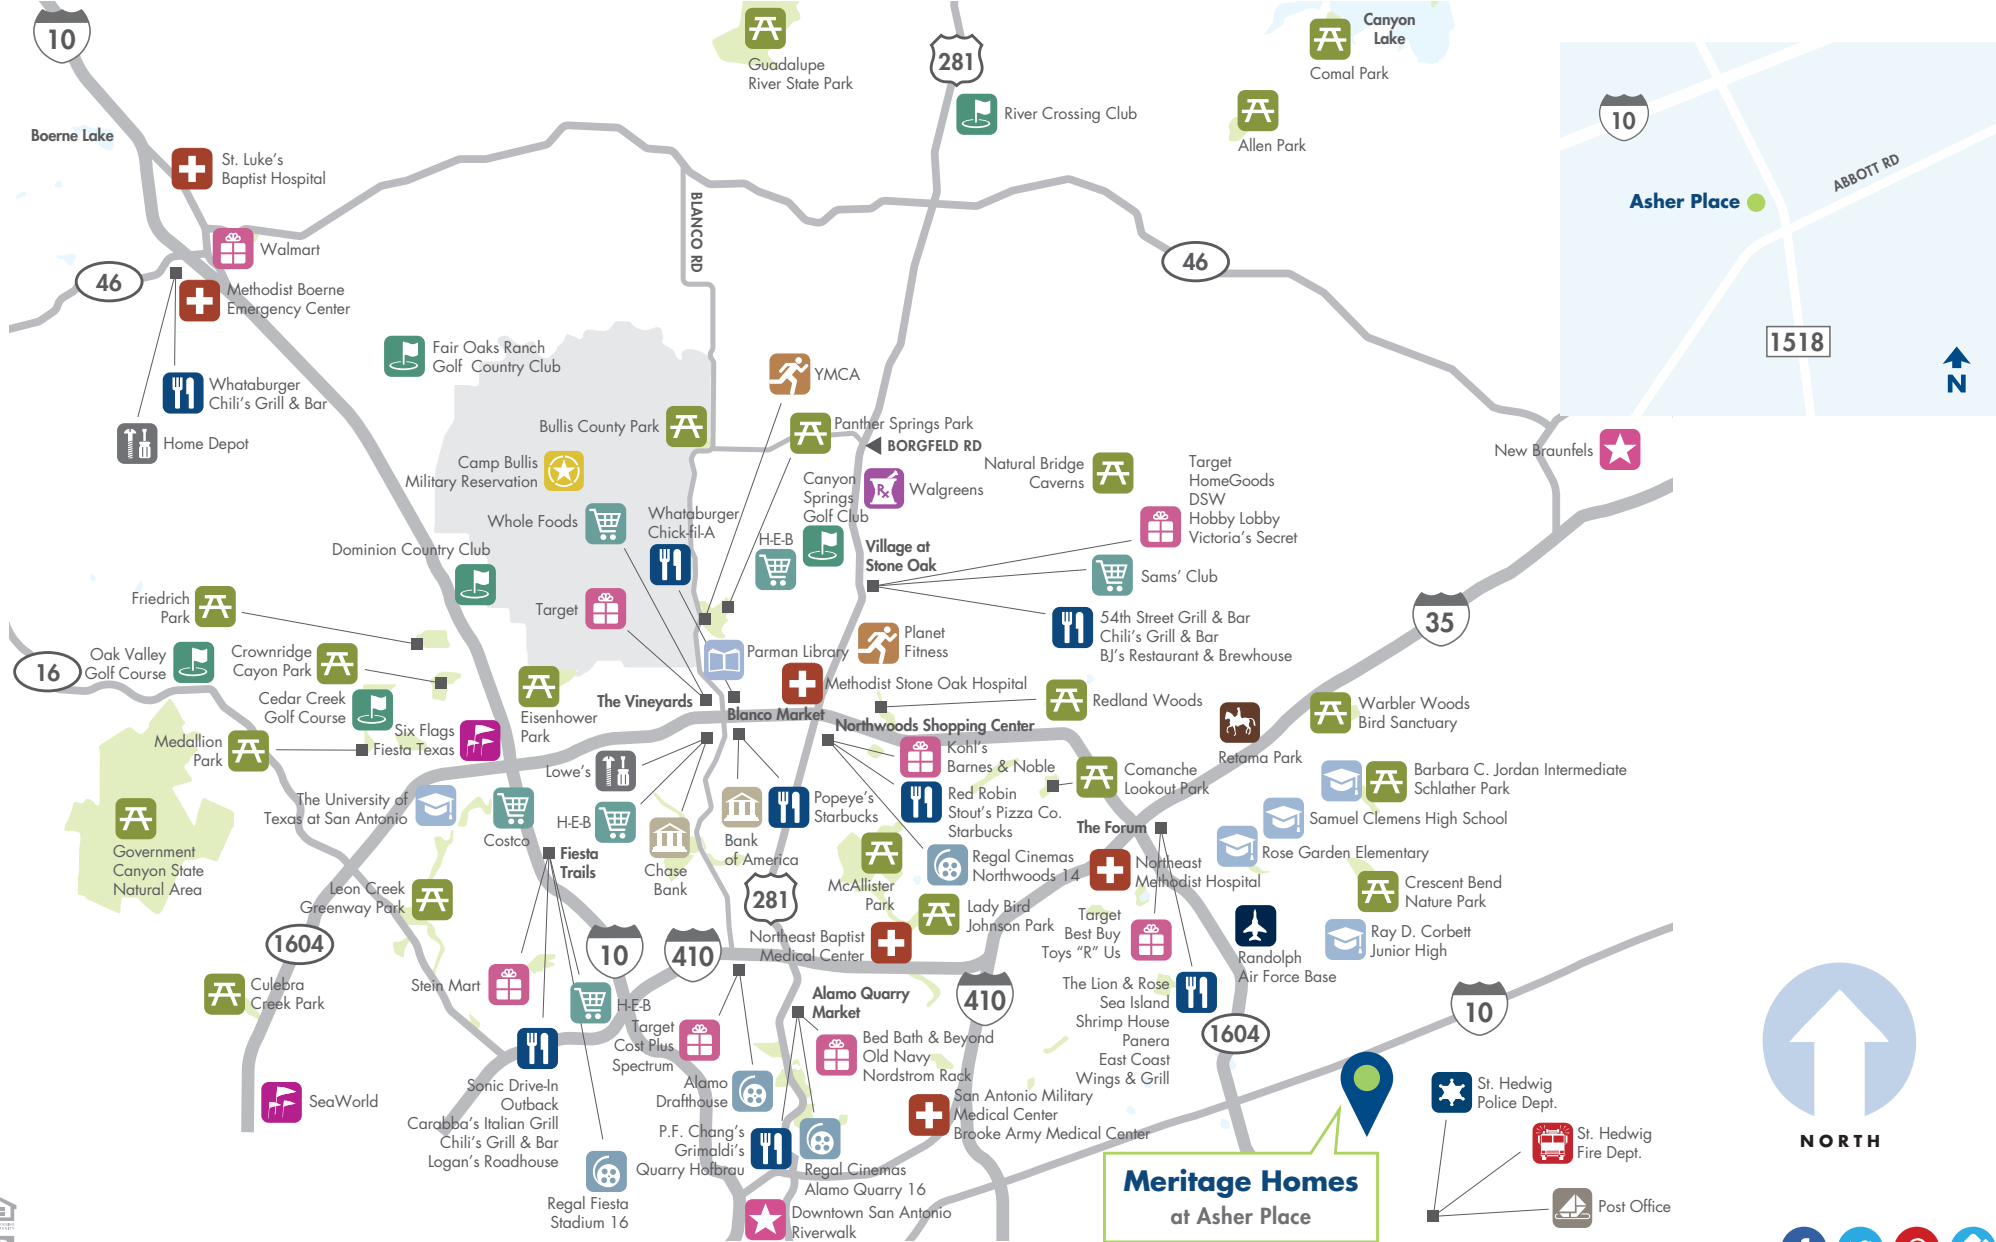 10
Guadalupe
River State Park
281
Canyon
Lake
Comal Park
River Crossing Club
Allen Park
Boerne Lake
St. Luke's
Baptist Hospital
10
ABBOTT RD
Asher Place
1518
N
BLANCO RD
Walmart
46
46
Methodist Boerne
Emergency Center
Fair Oaks Ranch
Golf Country Club
YMCA
Whataburger
Chili's Grill & Bar
Home Depot
Bullis County Park
Panther Springs Park
BORGFELD RD
New Braunfels
Camp Bullis
Military Reservation
Canyon
Springs
Golf Club
Rx
Walgreens
Natural Bridge
Caverns
Target
HomeGoods
DSW
Hobby Lobby
Victoria's Secret
Whole Foods
Whataburger
Chick-fil-A
H-E-B
Village at
Stone Oak
Dominion Country Club
Sams' Club
Friedrich
Park
Target
54th Street Grill & Bar
Chili's Grill & Bar
BJ's Restaurant & Brewhouse
35
Planet
Fitness
Parman Library
16
Oak Valley
Golf Course
Crownridge
Cayon Park
Methodist Stone Oak Hospital
Redland Woods
Cedar Creek
Golf Course
Eisenhower
Park
The Vineyards
Blanco Market
Northwoods Shopping Center
Warbler Woods
Bird Sanctuary
Six Flags
Fiesta Texas
Medallion
Park
Retama Park
Kohl's
Barnes & Noble
Lowe's
Comanche
Lookout Park
Barbara C. Jordan Intermediate
Schlather Park
The University of
Texas at San Antonio
Costco
H-E-B
Popeye's
Starbucks
Red Robin
Stout's Pizza Co.
Starbucks
The Forum
Samuel Clemens High School
Bank
of America
Chase
Bank
Fiesta
Trails
Government
Canyon State
Natural Area
Regal Cinemas
Northwoods 14
Northeast
Methodist Hospital
Rose Garden Elementary
McAllister
Park
Leon Creek
Greenway Park
281
Crescent Bend
Nature Park
Lady Bird
Johnson Park
Target
Best Buy
Toys "R" Us
Northeast Baptist
Medical Center
Ray D. Corbett
Junior High
1604
10
410
Randolph
Air Force Base
Stein Mart
Culebra
Creek Park
H-E-B
Alamo Quarry
Market
410
The Lion & Rose
Sea Island
Shrimp House
Panera
East Coast
Wings & Grill
1604
10
Target
Cost Plus
Spectrum
Bed Bath & Beyond
Old Navy
Nordstrom Rack
Alamo
Drafthouse
SeaWorld
Sonic Drive-In
Outback
Carabba's Italian Grill
Chili's Grill & Bar
Logan's Roadhouse
San Antonio Military
Medical Center
Brooke Army Medical Center
St. Hedwig
Police Dept.
P.F. Chang's
Grimaldi's
Quarry Hofbrau
St. Hedwig
Fire Dept.
NORTH
Regal Cinemas
Alamo Quarry 16
Regal Fiesta
Stadium 16
Meritage Homes
at Asher Place
Post Office
Downtown San Antonio
Riverwalk